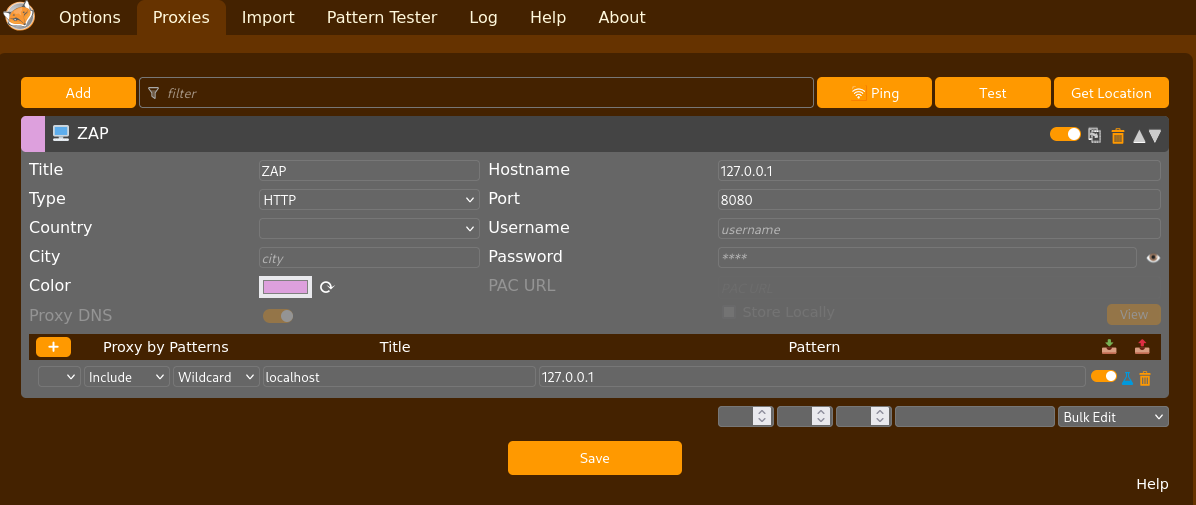 Options Proxies Import Pattern Tester Log Help About
Add filter Ping Test Get Location
ZAP
Title ZAP Hostname 127.0.0.1
Type HTTP Port 8080
Country Username username
City city Password ****
Color PAC URL
Store Locally
Proxy DNS View
+ Proxy by Patterns Title Pattern
Include Wildcard localhost 127.0.0.1
Bulk Edit
Save
Help